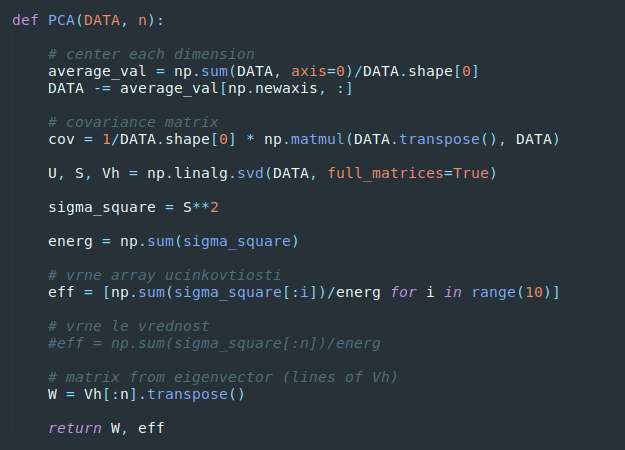 def PCA(DATA, n):
# center each dimension
average_val = np.sum(DATA, axis=0)/DATA.shape[0]
DATA -= average_val[np.newaxis, :]
# covariance matrix
cov = 1/DATA.shape[0] * np.matmul(DATA.transpose(), DATA)
U, S, Vh = np.linalg.svd(DATA, full_matrices=True)
sigma_square = S**2
energ = np.sum(sigma_square)
# vrne array ucinkovtiosti
eff = [np.sum(sigma_square[:i])/energ for i in range(10)]
# vrne le vrednost
#eff = np.sum(sigma_square[:n])/energ
# matrix from eigenvector (lines of Vh)
W = Vh[:n].transpose()
return W, eff